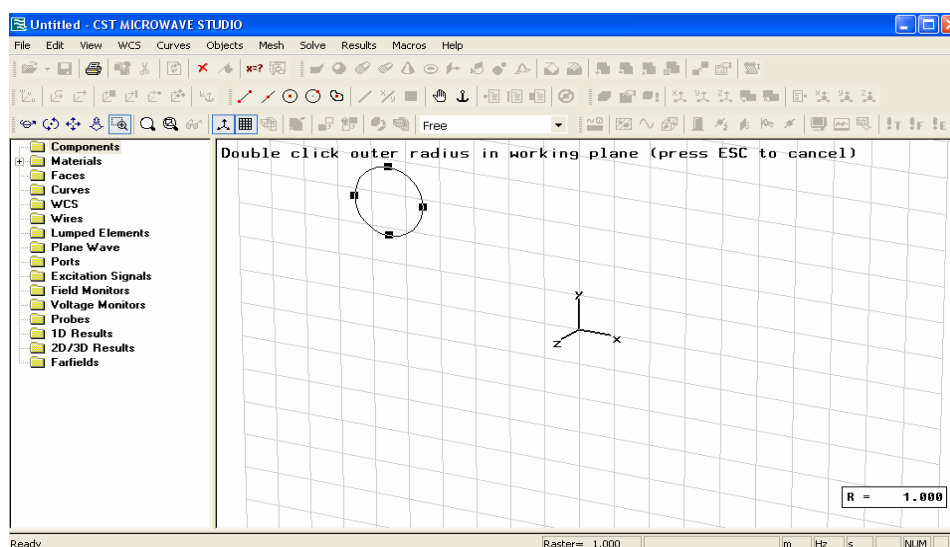 Untitled - CST MICROWAVE STUDIO
File Edit View WCS Curves Objects Mesh Solve Results Macros Help
x=?
Free
Components
Materials
Faces
Curves
WCS
Wires
Lumped Elements
Plane Wave
Ports
Excitation Signals
Field Monitors
Voltage Monitors
Probes
1D Results
2D/3D Results
Farfields
Double click outer radius in working plane (press ESC to cancel)
Y
Z X
R = 1.000
Ready Raster= 1.000 m Hz s NUM